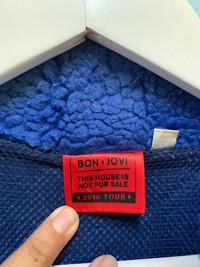 BON • JOVI
THIS HOUSE IS
NOT FOR SALE
2018 TOUR